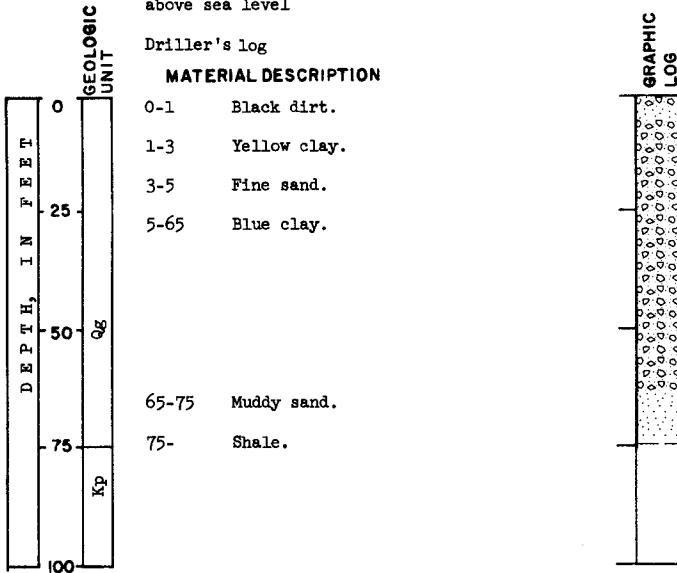 above sea level
Driller's log
GEOLOGIC UNIT
MATERIAL DESCRIPTION
GRAPHIC LOG
DEPTH, IN FEET
0
0-1 Black dirt.
1-3 Yellow clay.
3-5 Fine sand.
25
5-65 Blue clay.
50
Qg
65-75 Muddy sand.
75
75- Shale.
Kp
100